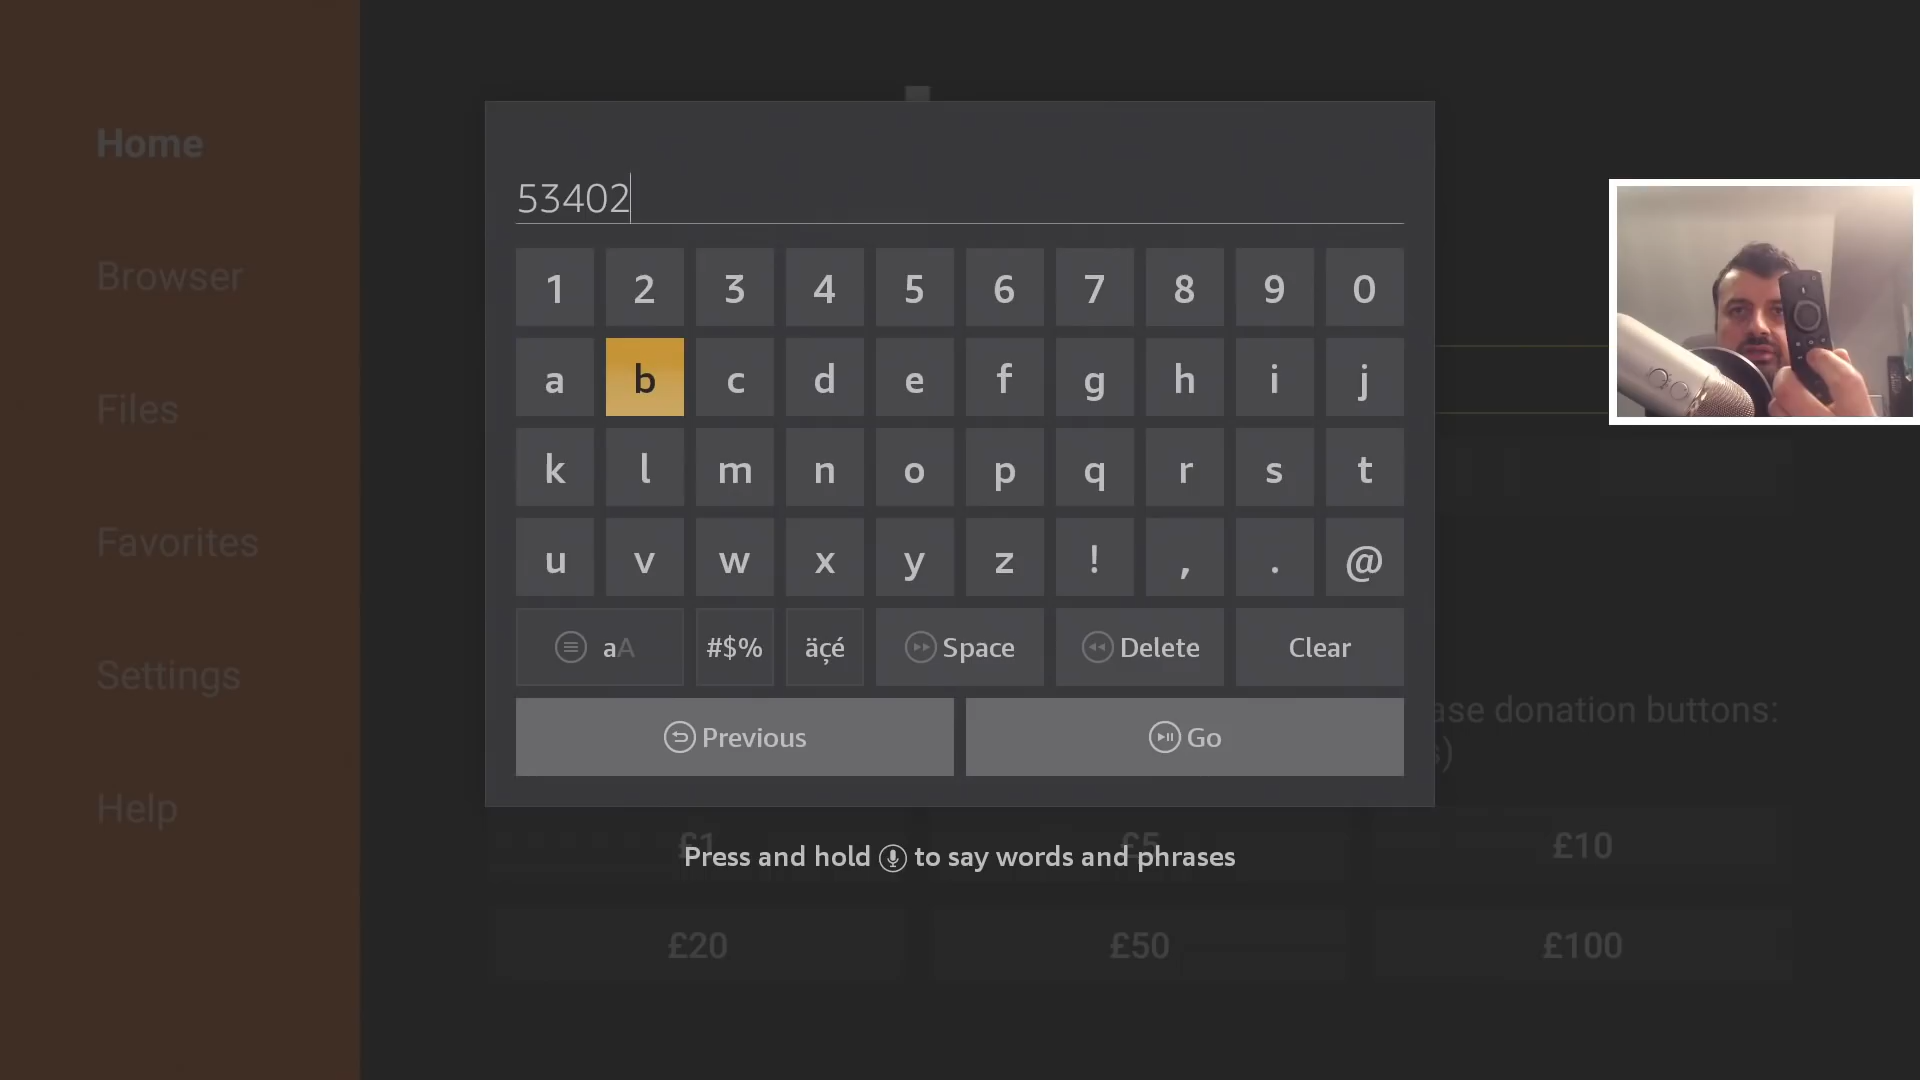 Home
Browser
Files
Favorites
Settings
Help
53402
1 2 3 4 5 6 7 8 9 0
a b c d e f g h i j
k l m n o p q r s t
u v w x y z ! , . @
aA #$% äçé Space Delete Clear
Previous Go
ase donation buttons:
s)
£1 £5 £10
Press and hold to say words and phrases
£20 £50 £100